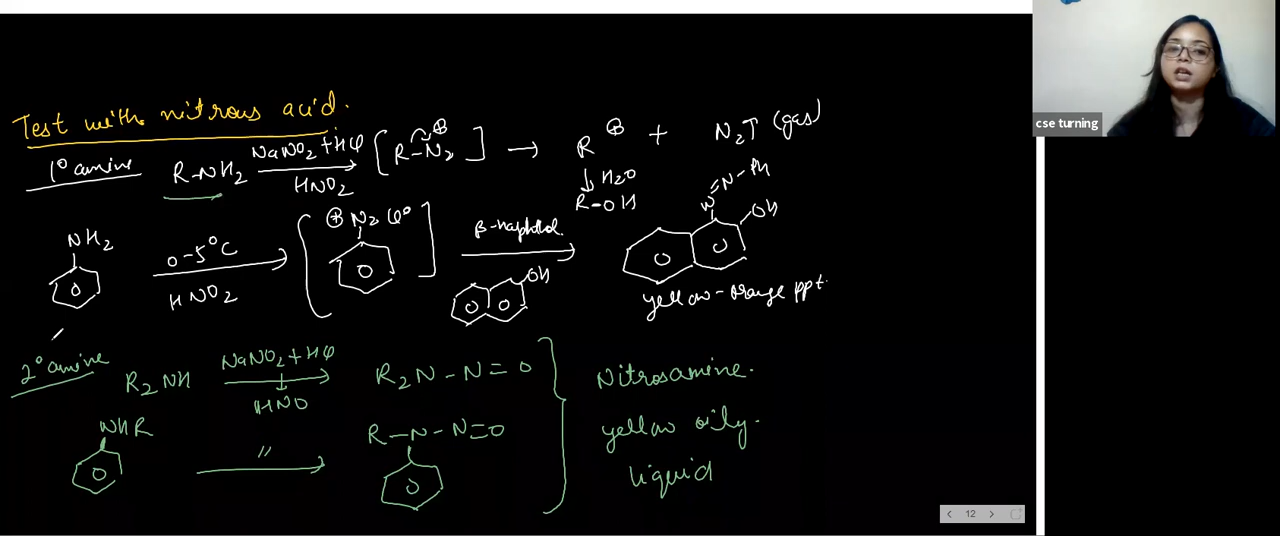 Test with nitrous acid.
1° amine R-NH2 NaNO2 + HCl HNO2 [R-N2 ⊕] → R ⊕ + N2↑ (gas)
↓ H2O
R-OH
NH2 0-5°C HNO2 [⊕N2 Cl⊖] β-naphthol OH N=N-Ph OH
yellow-orange ppt.
2° amine R2NH NaNO2 + HCl ↓ HNO R2N-N=O Nitrosamine.
NHR " R-N-N=O yellow oily.
liquid
cse turning
12